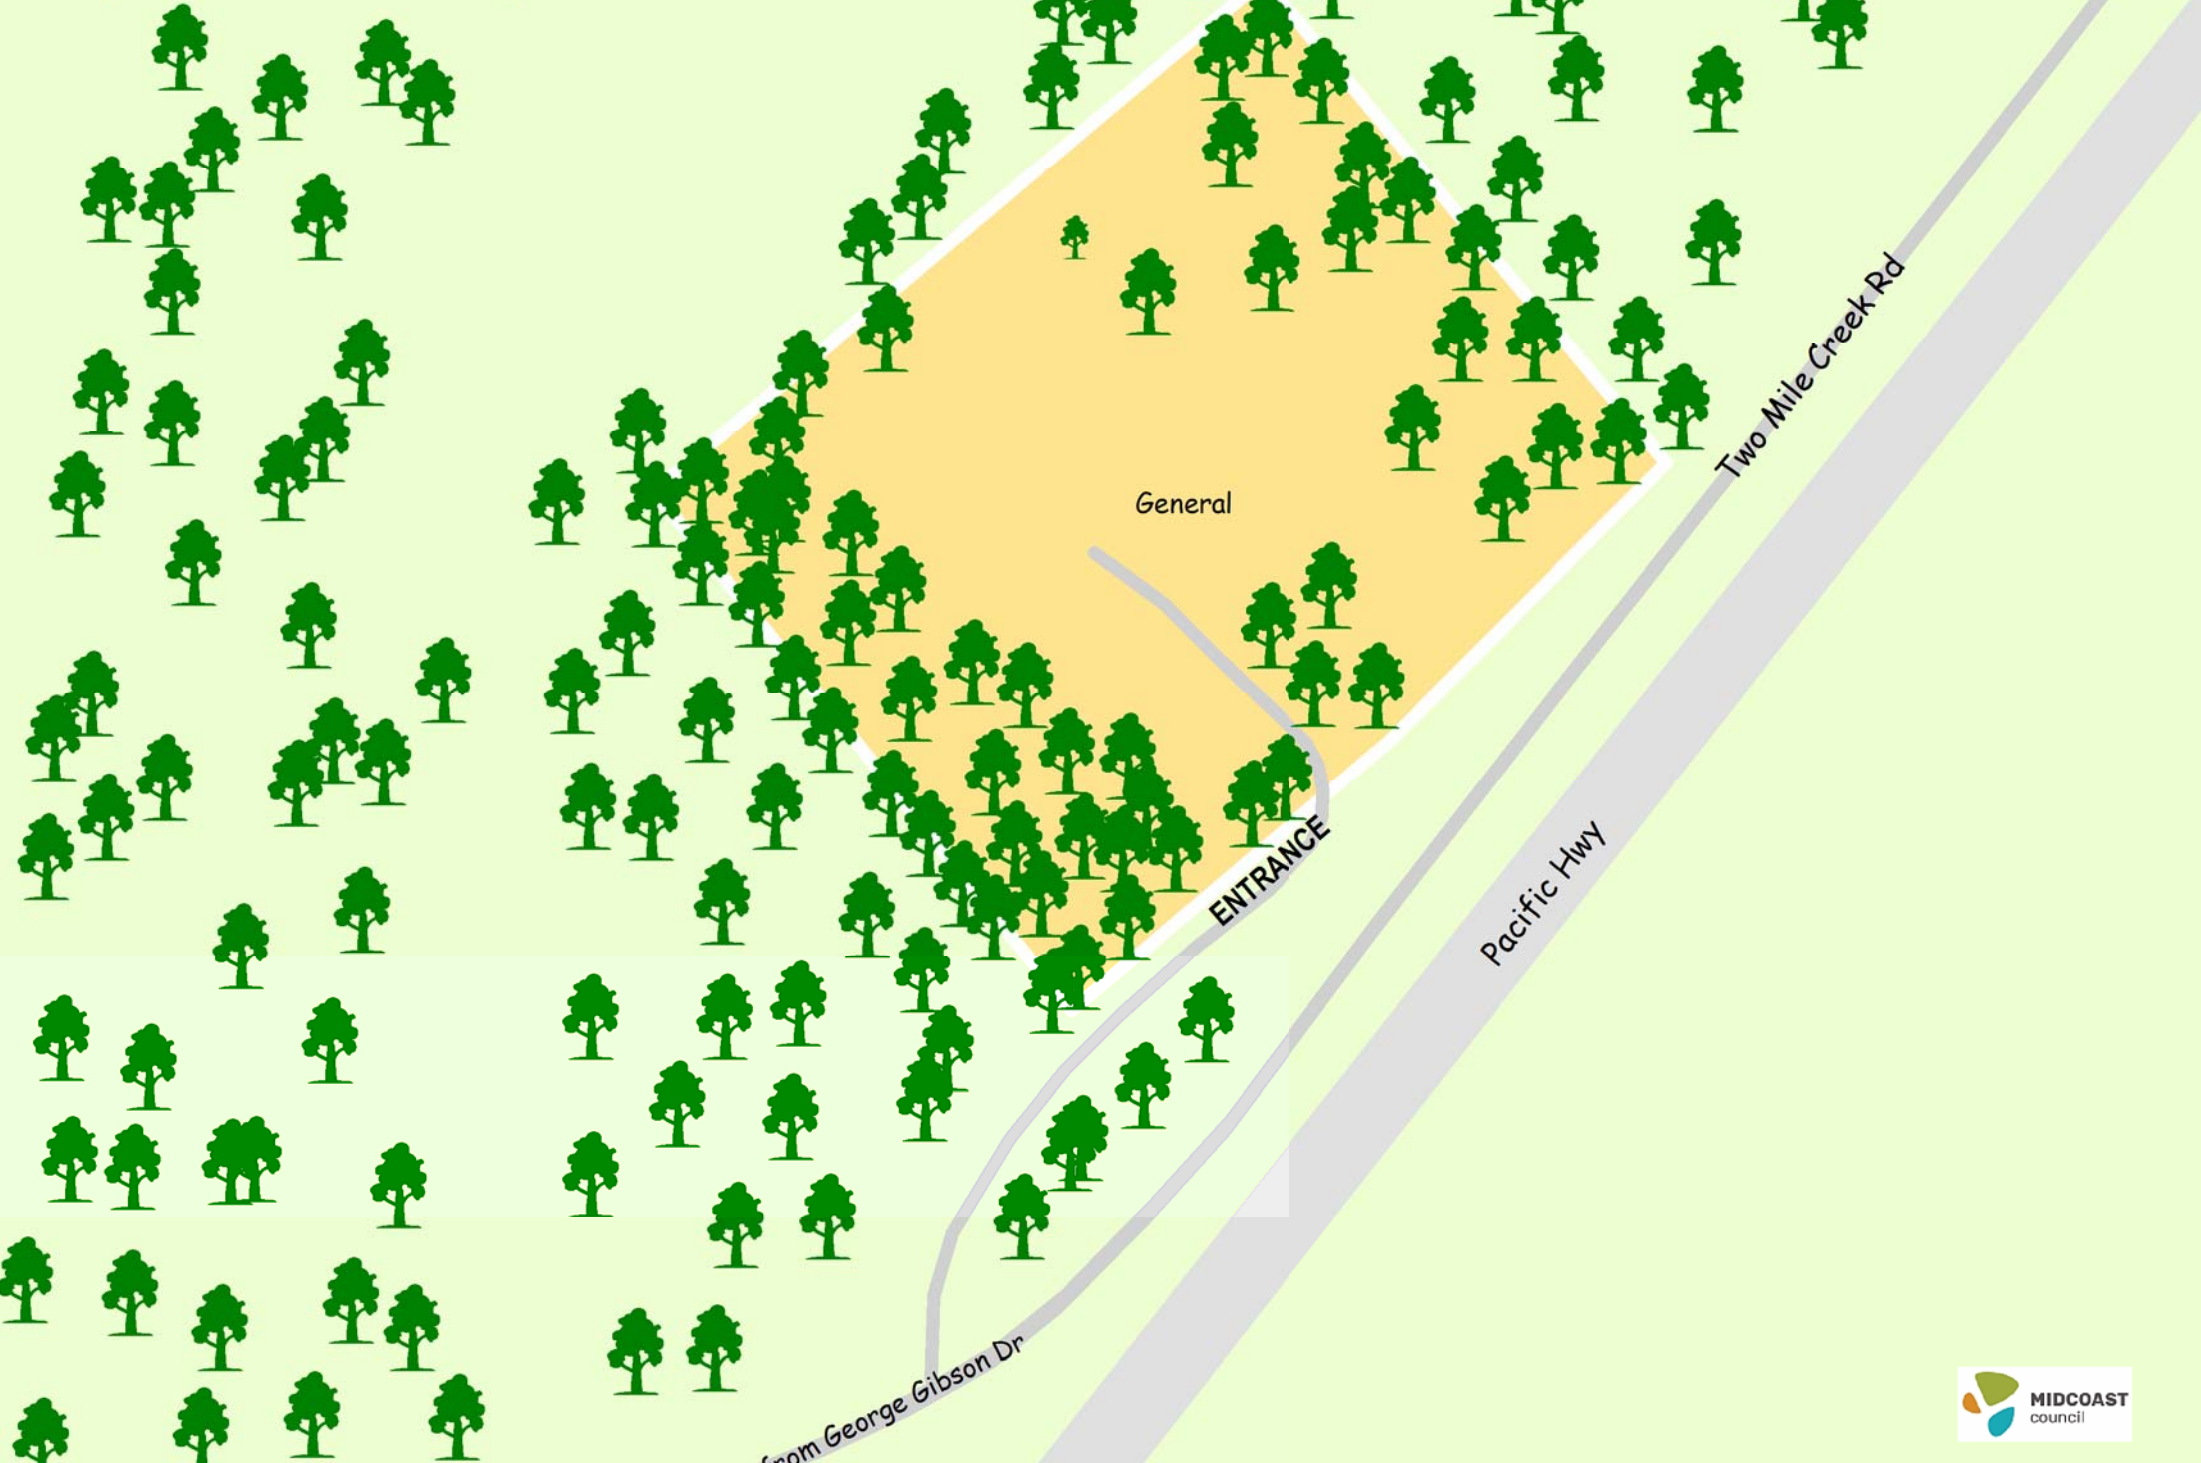 Two Mile Creek Rd
General
ENTRANCE
Pacific Hwy
from George Gibson Dr
MIDCOAST
council